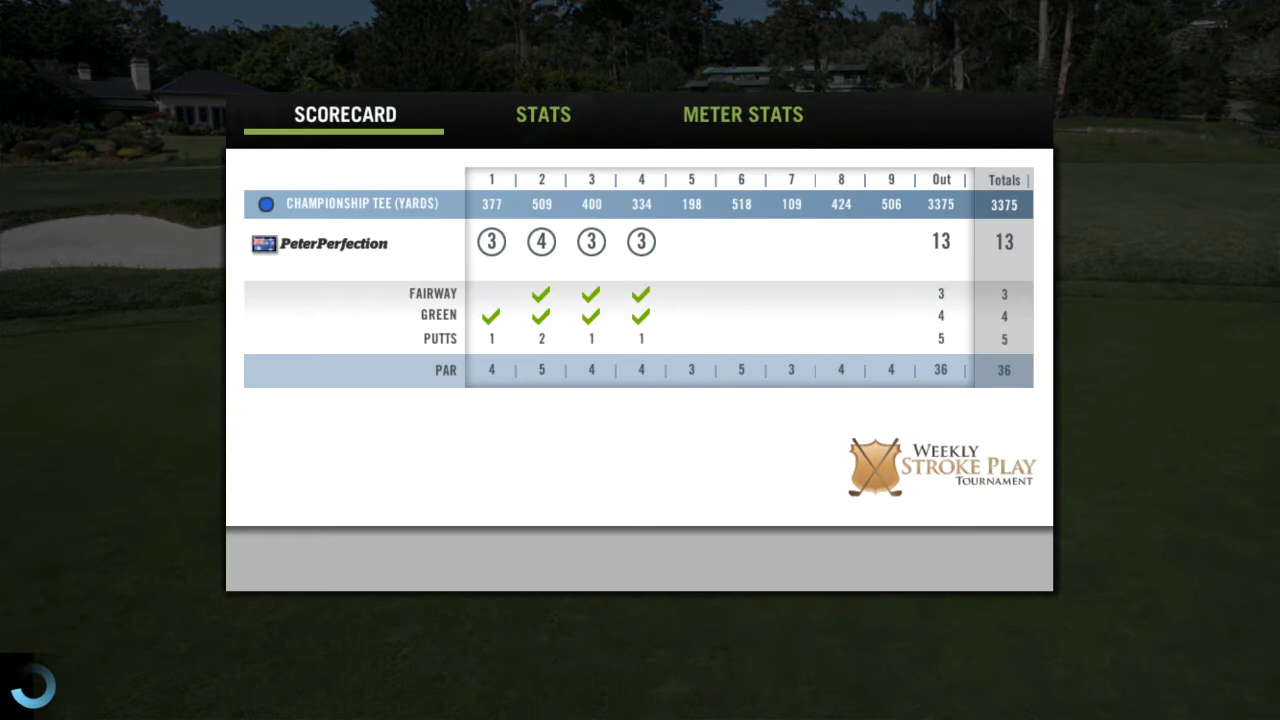 SCORECARD STATS METER STATS
1 | 2 | 3 | 4 | 5 | 6 | 7 | 8 | 9 | Out | Totals |
CHAMPIONSHIP TEE (YARDS) 377 509 400 334 198 518 109 424 506 3375 3375
PeterPerfection 3 4 3 3 13 13
FAIRWAY ✓ ✓ ✓ 3 3
GREEN ✓ ✓ ✓ ✓ 4 4
PUTTS 1 2 1 1 5 5
PAR 4 | 5 | 4 | 4 | 3 | 5 | 3 | 4 | 4 | 36 | 36
WEEKLY
STROKE PLAY
TOURNAMENT